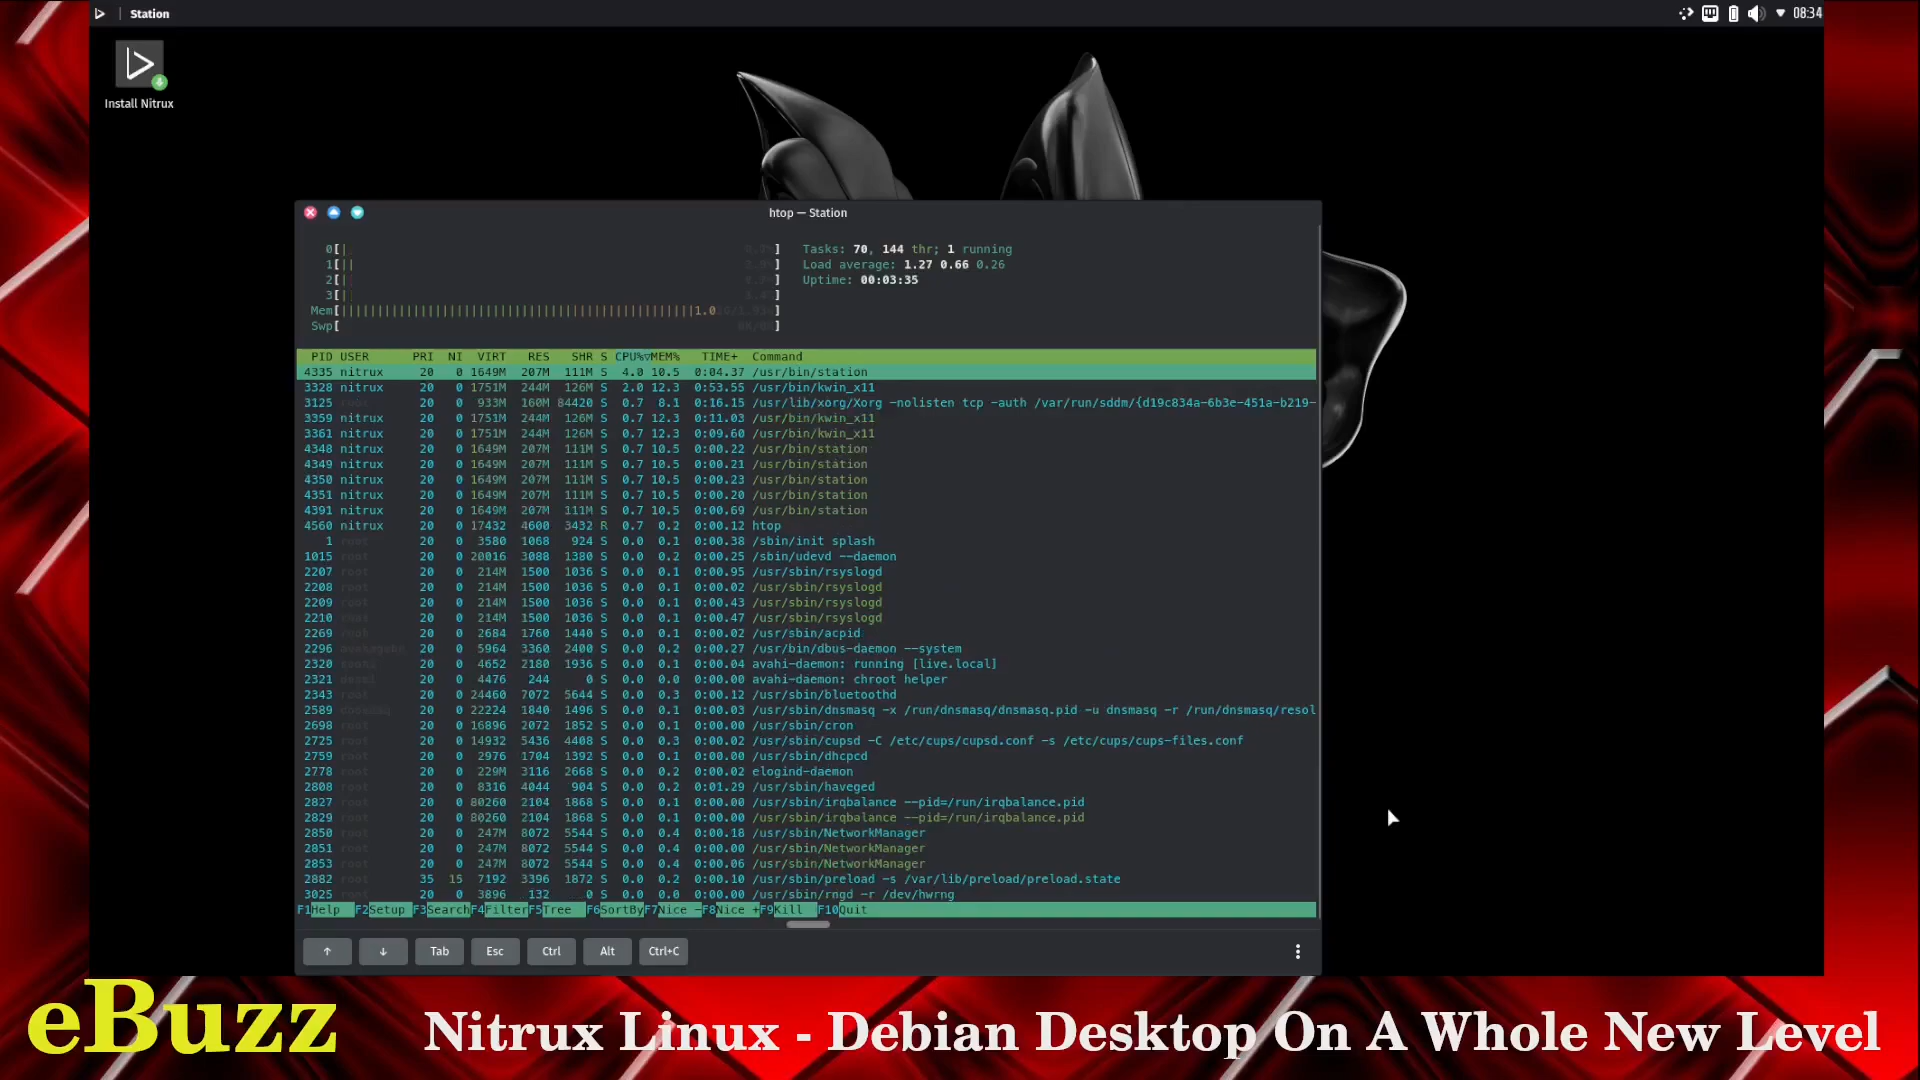 Station 08:34
Install Nitrux
htop — Station
0[| ] Tasks: 70, 144 thr; 1 running
1[|| ] Load average: 1.27 0.66 0.26
2[| ] Uptime: 00:03:35
3[| ]
Mem[||||||||||||||||||||||||||||||||||||||||||||||||1.0 ]
Swp[ ]
PID USER PRI NI VIRT RES SHR S CPU%▽MEM% TIME+ Command
4335 nitrux 20 0 1649M 207M 111M S 4.0 10.5 0:04.37 /usr/bin/station
3328 nitrux 20 0 1751M 244M 126M S 2.0 12.3 0:53.55 /usr/bin/kwin_x11
3125 root 20 0 933M 160M 84420 S 0.7 8.1 0:16.15 /usr/lib/xorg/Xorg -nolisten tcp -auth /var/run/sddm/{d19c834a-6b3e-451a-b219-
3359 nitrux 20 0 1751M 244M 126M S 0.7 12.3 0:11.03 /usr/bin/kwin_x11
3361 nitrux 20 0 1751M 244M 126M S 0.7 12.3 0:09.60 /usr/bin/kwin_x11
4348 nitrux 20 0 1649M 207M 111M S 0.7 10.5 0:00.22 /usr/bin/station
4349 nitrux 20 0 1649M 207M 111M S 0.7 10.5 0:00.21 /usr/bin/station
4350 nitrux 20 0 1649M 207M 111M S 0.7 10.5 0:00.23 /usr/bin/station
4351 nitrux 20 0 1649M 207M 111M S 0.7 10.5 0:00.20 /usr/bin/station
4391 nitrux 20 0 1649M 207M 111M S 0.7 10.5 0:00.69 /usr/bin/station
4560 nitrux 20 0 17432 4600 3432 R 0.7 0.2 0:00.12 htop
1 root 20 0 3580 1068 924 S 0.0 0.1 0:00.38 /sbin/init splash
1015 root 20 0 20016 3088 1380 S 0.0 0.2 0:00.25 /sbin/udevd --daemon
2207 root 20 0 214M 1500 1036 S 0.0 0.1 0:00.95 /usr/sbin/rsyslogd
2208 root 20 0 214M 1500 1036 S 0.0 0.1 0:00.02 /usr/sbin/rsyslogd
2209 root 20 0 214M 1500 1036 S 0.0 0.1 0:00.43 /usr/sbin/rsyslogd
2210 root 20 0 214M 1500 1036 S 0.0 0.1 0:00.47 /usr/sbin/rsyslogd
2269 root 20 0 2684 1760 1440 S 0.0 0.1 0:00.02 /usr/sbin/acpid
2296 20 0 5964 3360 2400 S 0.0 0.2 0:00.27 /usr/bin/dbus-daemon --system
2320 20 0 4652 2180 1936 S 0.0 0.1 0:00.04 avahi-daemon: running [live.local]
2321 20 0 4476 244 0 S 0.0 0.0 0:00.00 avahi-daemon: chroot helper
2343 root 20 0 24460 7072 5644 S 0.0 0.3 0:00.12 /usr/sbin/bluetoothd
2589 dnsmasq 20 0 22224 1840 1496 S 0.0 0.1 0:00.03 /usr/sbin/dnsmasq -x /run/dnsmasq/dnsmasq.pid -u dnsmasq -r /run/dnsmasq/resol
2698 root 20 0 16896 2072 1852 S 0.0 0.1 0:00.00 /usr/sbin/cron
2725 root 20 0 14932 5436 4408 S 0.0 0.3 0:00.02 /usr/sbin/cupsd -C /etc/cups/cupsd.conf -s /etc/cups/cups-files.conf
2759 root 20 0 2976 1704 1392 S 0.0 0.1 0:00.00 /usr/sbin/dhcpcd
2778 root 20 0 229M 3116 2668 S 0.0 0.2 0:00.02 elogind-daemon
2808 root 20 0 8316 4044 904 S 0.0 0.2 0:01.29 /usr/sbin/haveged
2827 root 20 0 80260 2104 1868 S 0.0 0.1 0:00.00 /usr/sbin/irqbalance --pid=/run/irqbalance.pid
2829 root 20 0 80260 2104 1868 S 0.0 0.1 0:00.00 /usr/sbin/irqbalance --pid=/run/irqbalance.pid
2850 root 20 0 247M 8072 5544 S 0.0 0.4 0:00.18 /usr/sbin/NetworkManager
2851 root 20 0 247M 8072 5544 S 0.0 0.4 0:00.00 /usr/sbin/NetworkManager
2853 root 20 0 247M 8072 5544 S 0.0 0.4 0:00.06 /usr/sbin/NetworkManager
2882 root 35 15 7192 3396 1872 S 0.0 0.2 0:00.10 /usr/sbin/preload -s /var/lib/preload/preload.state
3025 root 20 0 3896 132 0 S 0.0 0.0 0:00.00 /usr/sbin/rngd -r /dev/hwrng
F1Help F2Setup F3SearchF4FilterF5Tree F6SortByF7Nice -F8Nice +F9Kill F10Quit
↑ ↓ Tab Esc Ctrl Alt Ctrl+C
eBuzz Nitrux Linux - Debian Desktop On A Whole New Level